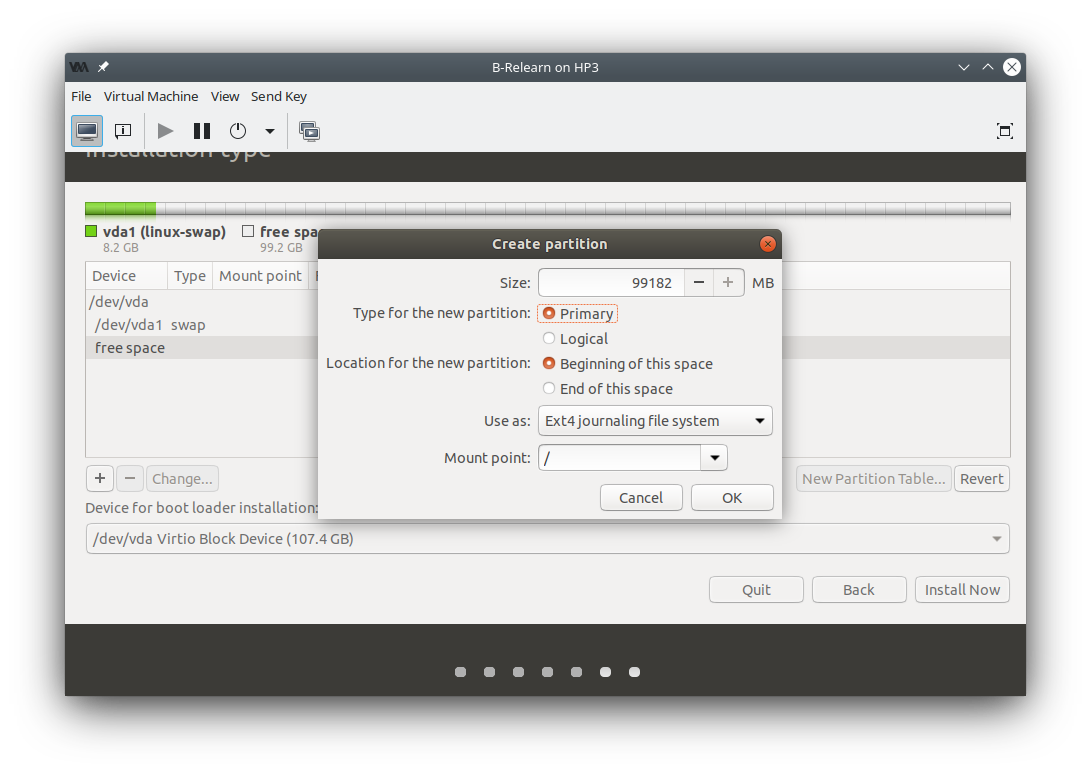 B-Relearn on HP3
File Virtual Machine View Send Key
Installation type
vda1 (linux-swap) free spa
8.2 GB 99.2 GB
Device Type Mount point
/dev/vda
/dev/vda1 swap
free space
Create partition
Size: 99182 MB
Type for the new partition: Primary
Logical
Location for the new partition: Beginning of this space
End of this space
Use as: Ext4 journaling file system
Mount point: /
Cancel OK
+ − Change... New Partition Table... Revert
Device for boot loader installation:
/dev/vda Virtio Block Device (107.4 GB)
Quit Back Install Now